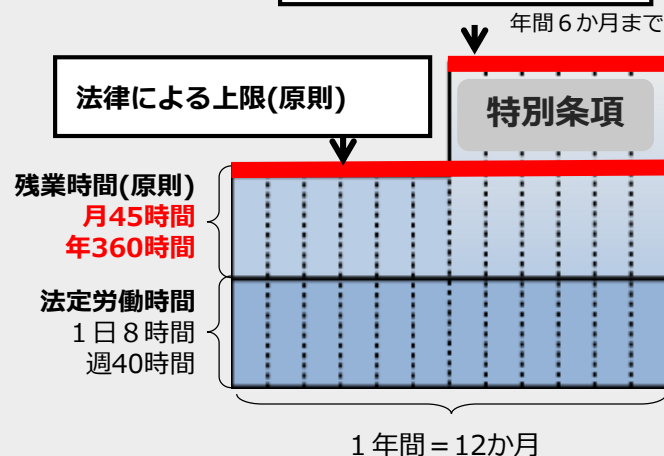 年間６か月まで
法律による上限(原則)
特別条項
残業時間(原則)
月45時間
年360時間
法定労働時間
１日８時間
週40時間
１年間＝12か月